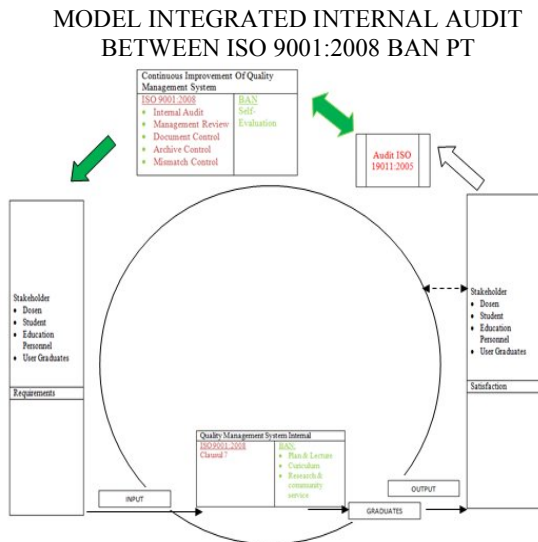 MODEL INTEGRATED INTERNAL AUDIT
BETWEEN ISO 9001:2008 BAN PT
Continuous Improvement Of Quality
Management System
ISO 9001:2008
• Internal Audit
• Management Review
• Document Control
• Archive Control
• Mismatch Control
BAN
Self-
Evaluation
Audit ISO
19011:2005
Stakeholder
• Dosen
• Student
• Education
Personnel
• User Graduates
Requirements
Stakeholder
• Dosen
• Student
• Education
Personnel
• User Graduates
Satisfaction
Quality Management System Internal
ISO9001:2008
Clausul 7
BAN:
• Plan & Lecture
• Curiculum
• Research &
community
service
INPUT
GRADUATES
OUTPUT